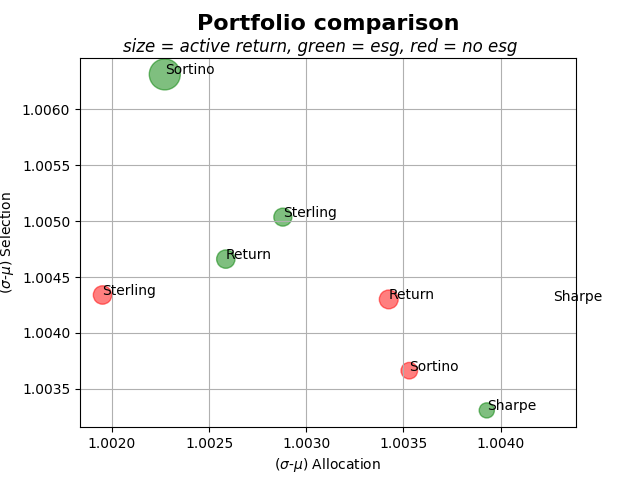 Portfolio comparison
size = active return, green = esg, red = no esg
Sortino
1.0060
1.0055
1.0050
1.0045
1.0040
1.0035
(σ-μ) Selection
Sterling
Return
Sterling
Return
Sharpe
Sortino
Sharpe
1.0020 1.0025 1.0030 1.0035 1.0040
(σ-μ) Allocation